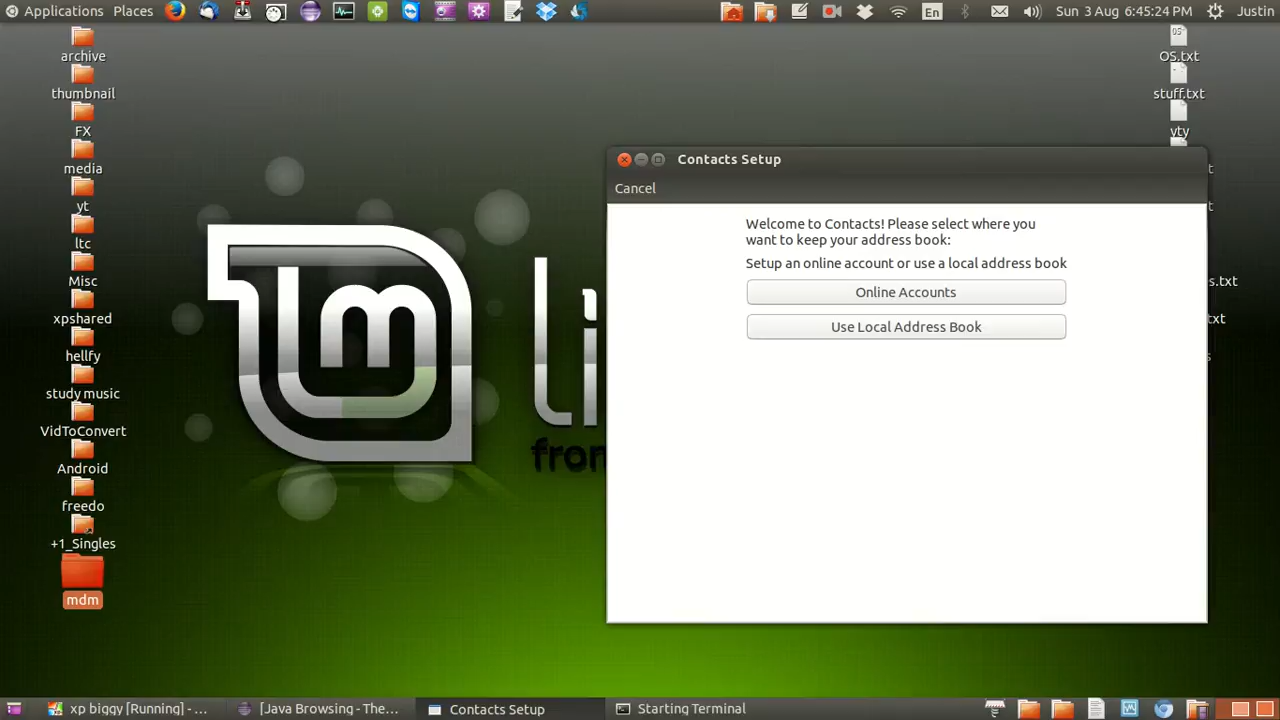 Applications Places
En
Sun 3 Aug 6:45:24 PM
Justin
archive
thumbnail
FX
media
yt
ltc
Misc
xpshared
hellfy
study music
VidToConvert
Android
freedo
+1_Singles
mdm
OS.txt
stuff.txt
vty
s.txt
txt
li
from
Contacts Setup
Cancel
Welcome to Contacts! Please select where you
want to keep your address book:
Setup an online account or use a local address book
Online Accounts
Use Local Address Book
xp biggy [Running] - ...
[Java Browsing - The...
Contacts Setup
Starting Terminal